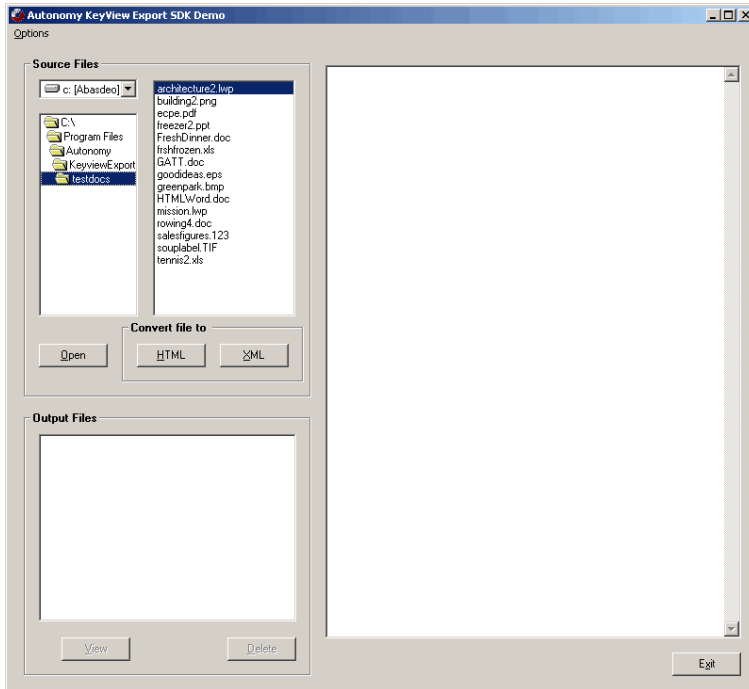 Autonomy KeyView Export SDK Demo
Options
Source Files
c: [Abasdeo]
C:\
Program Files
Autonomy
KeyviewExport
testdocs
architecture2.lwp
building2.png
ecpe.pdf
freezer2.ppt
FreshDinner.doc
frshfrozen.xls
GATT.doc
goodideas.eps
greenpark.bmp
HTMLWord.doc
mission.lwp
rowing4.doc
salesfigures.123
souplabel.TIF
tennis2.xls
Convert file to
Open
HTML
XML
Output Files
View
Delete
Exit